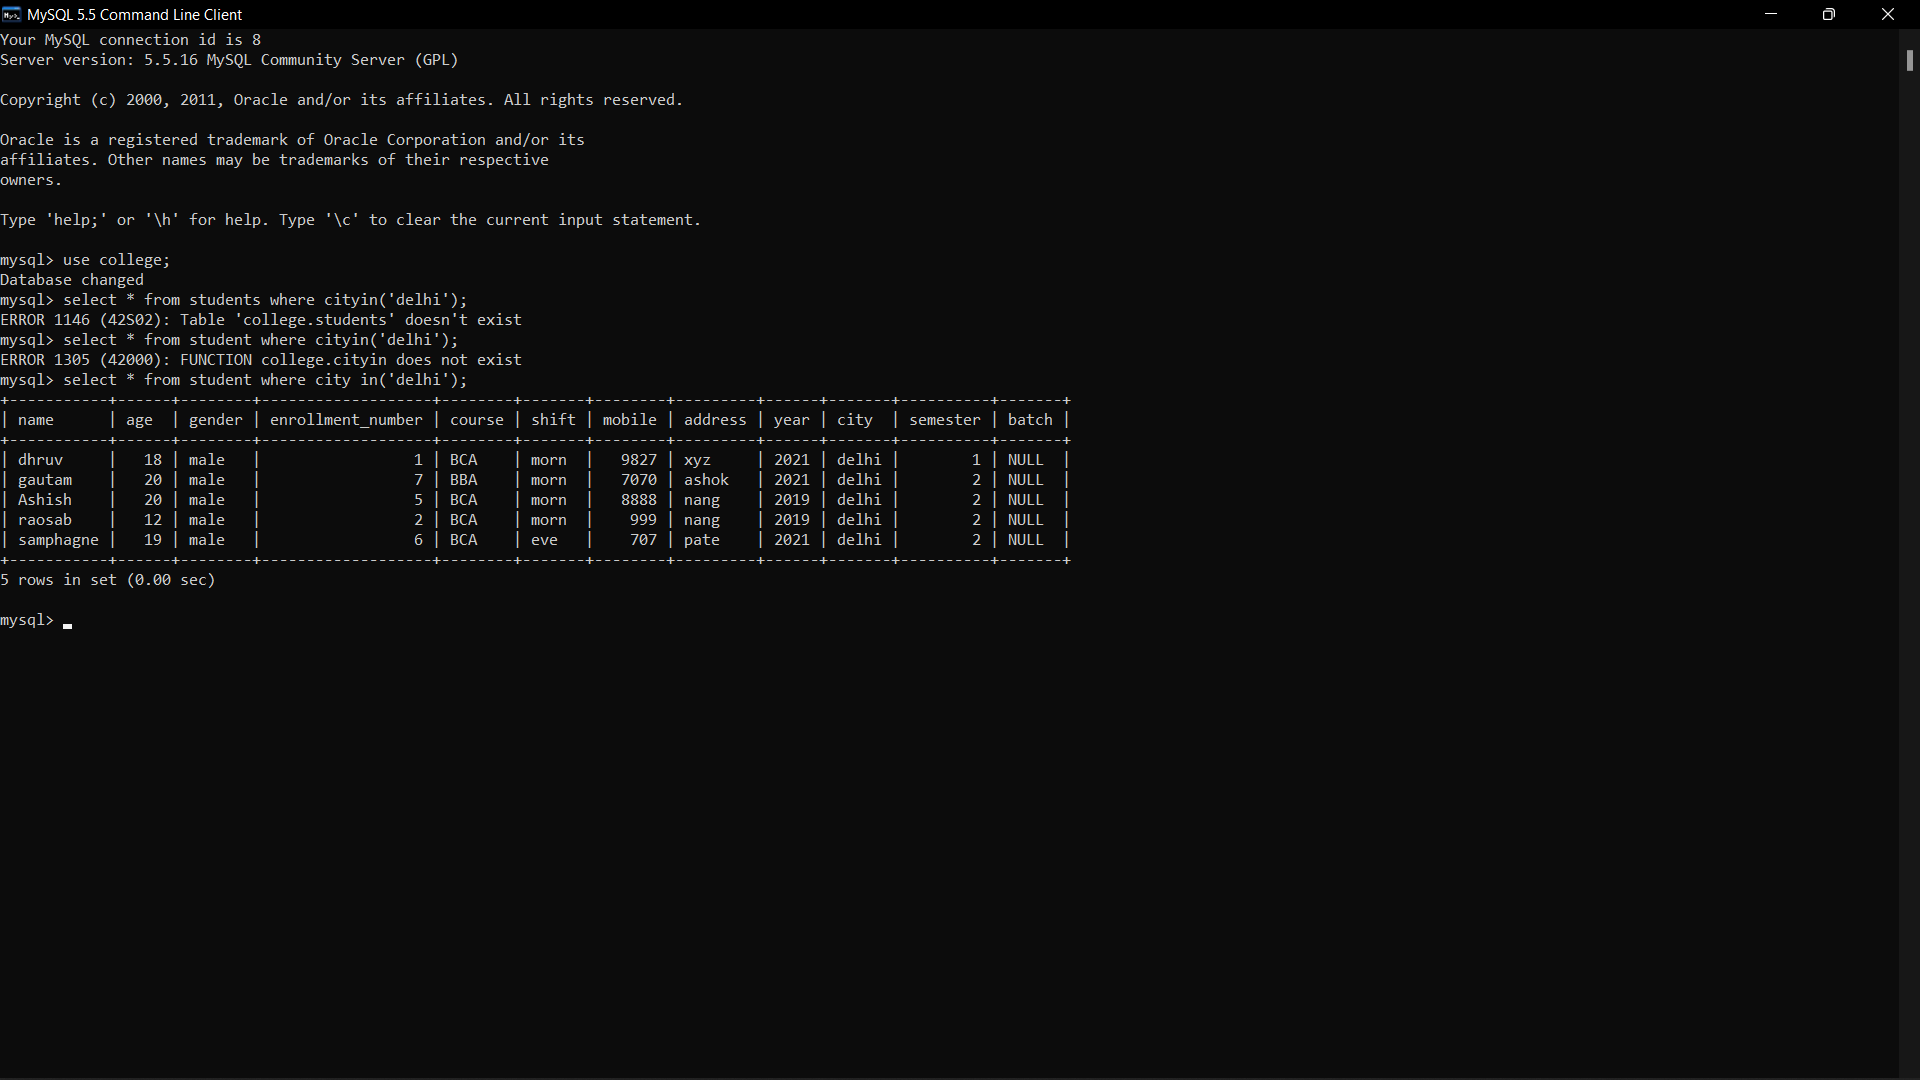 MySQL 5.5 Command Line Client
Your MySQL connection id is 8
Server version: 5.5.16 MySQL Community Server (GPL)
Copyright (c) 2000, 2011, Oracle and/or its affiliates. All rights reserved.
Oracle is a registered trademark of Oracle Corporation and/or its
affiliates. Other names may be trademarks of their respective
owners.
Type 'help;' or '\h' for help. Type '\c' to clear the current input statement.
mysql> use college;
Database changed
mysql> select * from students where cityin('delhi');
ERROR 1146 (42S02): Table 'college.students' doesn't exist
mysql> select * from student where cityin('delhi');
ERROR 1305 (42000): FUNCTION college.cityin does not exist
mysql> select * from student where city in('delhi');
+-----------+------+--------+-------------------+--------+-------+--------+---------+------+-------+----------+-------+
| name      | age  | gender | enrollment_number | course | shift | mobile | address | year | city  | semester | batch |
+-----------+------+--------+-------------------+--------+-------+--------+---------+------+-------+----------+-------+
| dhruv     |   18 | male   |                 1 | BCA    | morn  |   9827 | xyz     | 2021 | delhi |        1 | NULL  |
| gautam    |   20 | male   |                 7 | BBA    | morn  |   7070 | ashok   | 2021 | delhi |        2 | NULL  |
| Ashish    |   20 | male   |                 5 | BCA    | morn  |   8888 | nang    | 2019 | delhi |        2 | NULL  |
| raosab    |   12 | male   |                 2 | BCA    | morn  |    999 | nang    | 2019 | delhi |        2 | NULL  |
| samphagne |   19 | male   |                 6 | BCA    | eve   |    707 | pate    | 2021 | delhi |        2 | NULL  |
+-----------+------+--------+-------------------+--------+-------+--------+---------+------+-------+----------+-------+
5 rows in set (0.00 sec)
mysql>